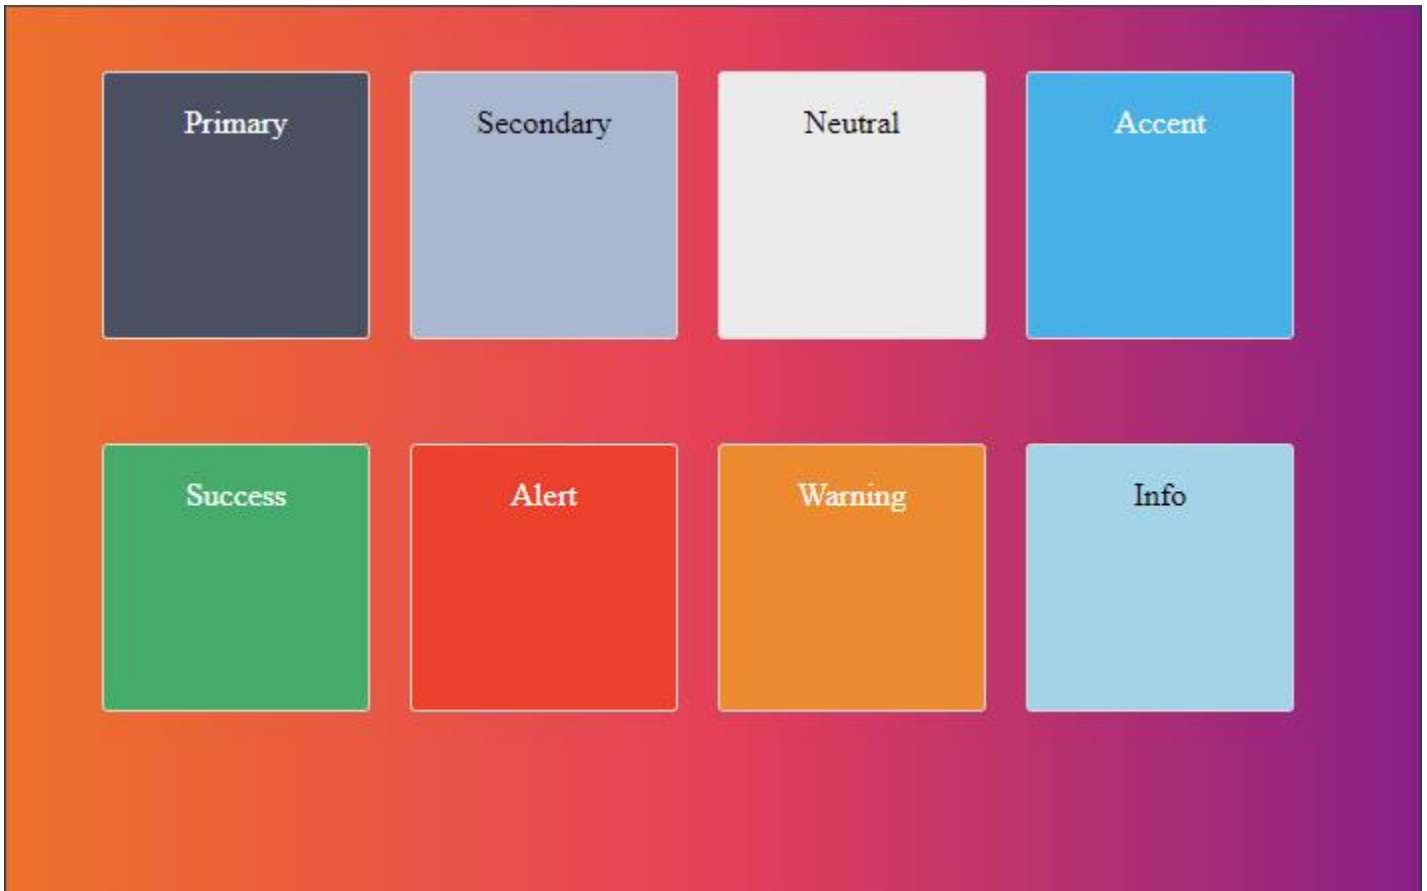 Primary
Secondary
Neutral
Accent
Success
Alert
Warning
Info